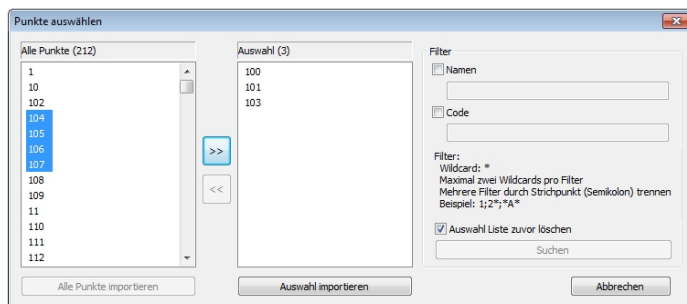 Punkte auswählen
Alle Punkte (212)
1
10
102
104
105
106
107
108
109
11
110
111
112
Alle Punkte importieren
>>
<<
Auswahl (3)
100
101
103
Auswahl importieren
Filter
Namen
Code
Filter:
Wildcard: *
Maximal zwei Wildcards pro Filter
Mehrere Filter durch Strichpunkt (Semikolon) trennen
Beispiel: 1;2*;*A*
Auswahl Liste zuvor löschen
Suchen
Abbrechen